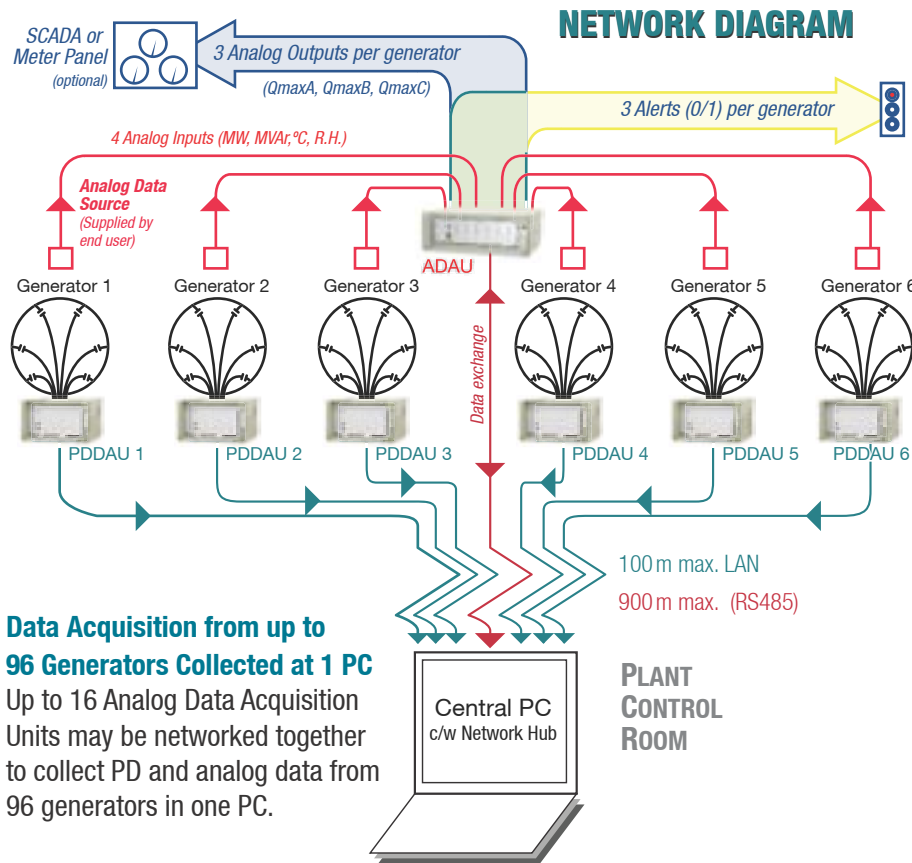 NETWORK DIAGRAM
SCADA or
Meter Panel
(optional)
3 Analog Outputs per generator
(QmaxA, QmaxB, QmaxC)
3 Alerts (0/1) per generator
4 Analog Inputs (MW, MVAr,ºC, R.H.)
Analog Data
Source
(Supplied by
end user)
ADAU
Generator 1
Generator 2
Generator 3
Generator 4
Generator 5
Generator 6
Data exchange
PDDAU 1
PDDAU 2
PDDAU 3
PDDAU 4
PDDAU 5
PDDAU 6
100 m max. LAN
900 m max. (RS485)
Data Acquisition from up to
96 Generators Collected at 1 PC
Up to 16 Analog Data Acquisition
Units may be networked together
to collect PD and analog data from
96 generators in one PC.
Central PC
c/w Network Hub
PLANT
CONTROL
ROOM